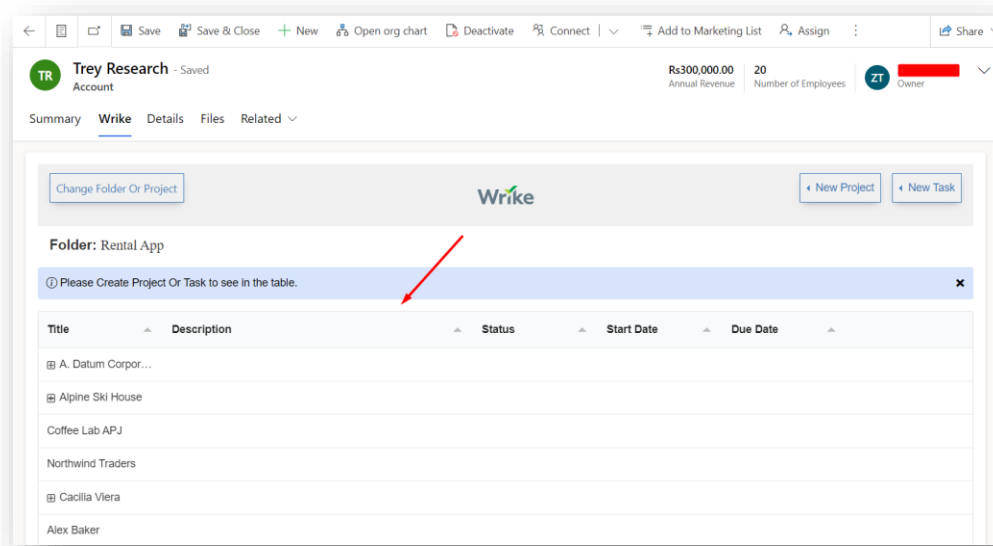 Save Save & Close New Open org chart Deactivate Connect Add to Marketing List Assign Share
TR Trey Research - Saved Rs300,000.00 20 ZT
Account Annual Revenue Number of Employees Owner
Summary Wrike Details Files Related
Change Folder Or Project Wrike New Project New Task
Folder: Rental App
Please Create Project Or Task to see in the table.
Title Description Status Start Date Due Date
A. Datum Corpor...
Alpine Ski House
Coffee Lab APJ
Northwind Traders
Cacilia Viera
Alex Baker